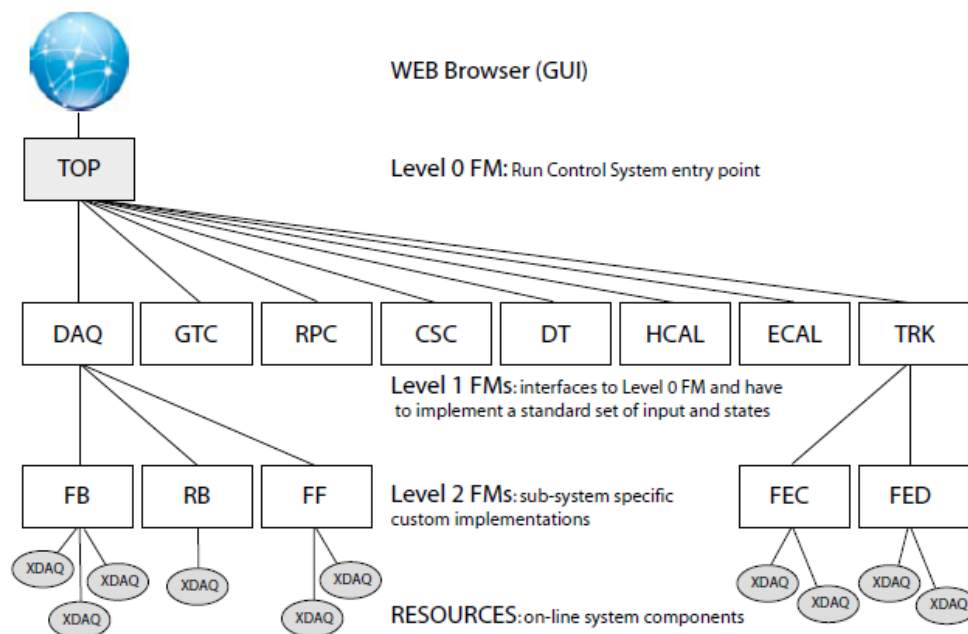 WEB Browser (GUI)
TOP
Level 0 FM: Run Control System entry point
DAQ
GTC
RPC
CSC
DT
HCAL
ECAL
TRK
Level 1 FMs: interfaces to Level 0 FM and have
to implement a standard set of input and states
FB
RB
FF
Level 2 FMs: sub-system specific
custom implementations
FEC
FED
XDAQ
XDAQ
XDAQ
XDAQ
XDAQ
XDAQ
XDAQ
XDAQ
XDAQ
XDAQ
RESOURCES: on-line system components